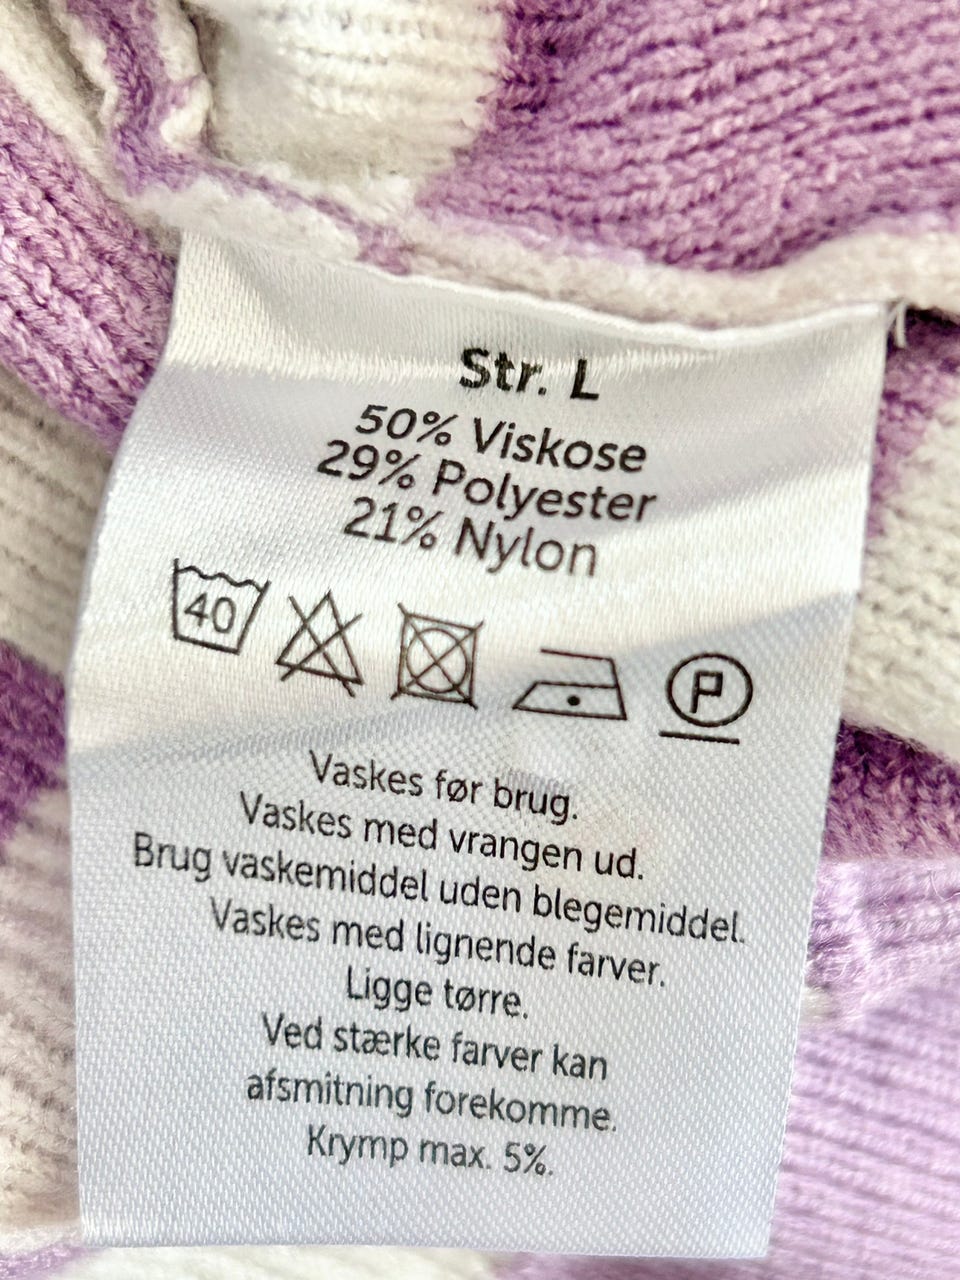 Str. L
50% Viskose
29% Polyester
21% Nylon
40
P
Vaskes før brug.
Vaskes med vrangen ud.
Brug vaskemiddel uden blegemiddel.
Vaskes med lignende farver.
Ligge tørre.
Ved stærke farver kan
afsmitning forekomme.
Krymp max. 5%.